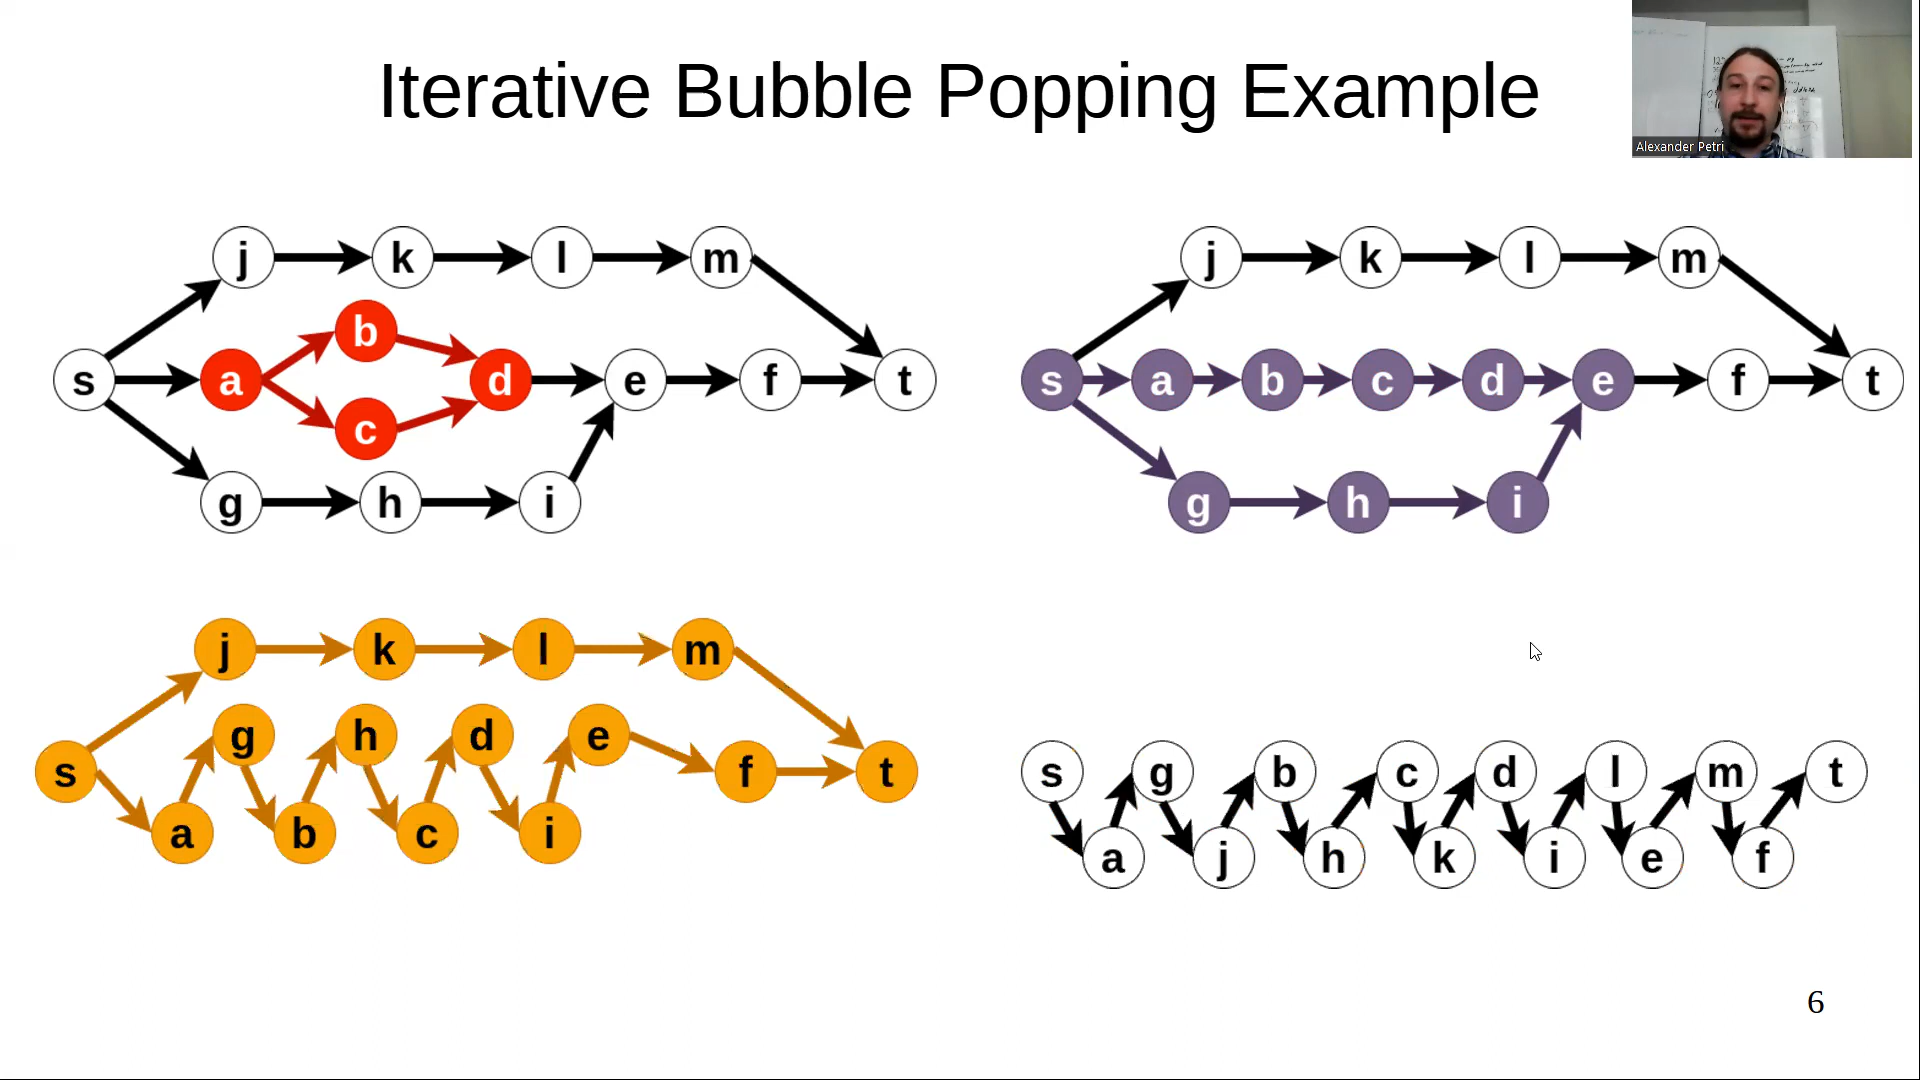 Iterative Bubble Popping Example
Alexander Petri
j k l m
b
s a d e f t
c
g h i
j k l m
s a b c d e f t
g h i
j k l m
g h d e
s f t
a b c i
s g b c d l m t
a j h k i e f
6